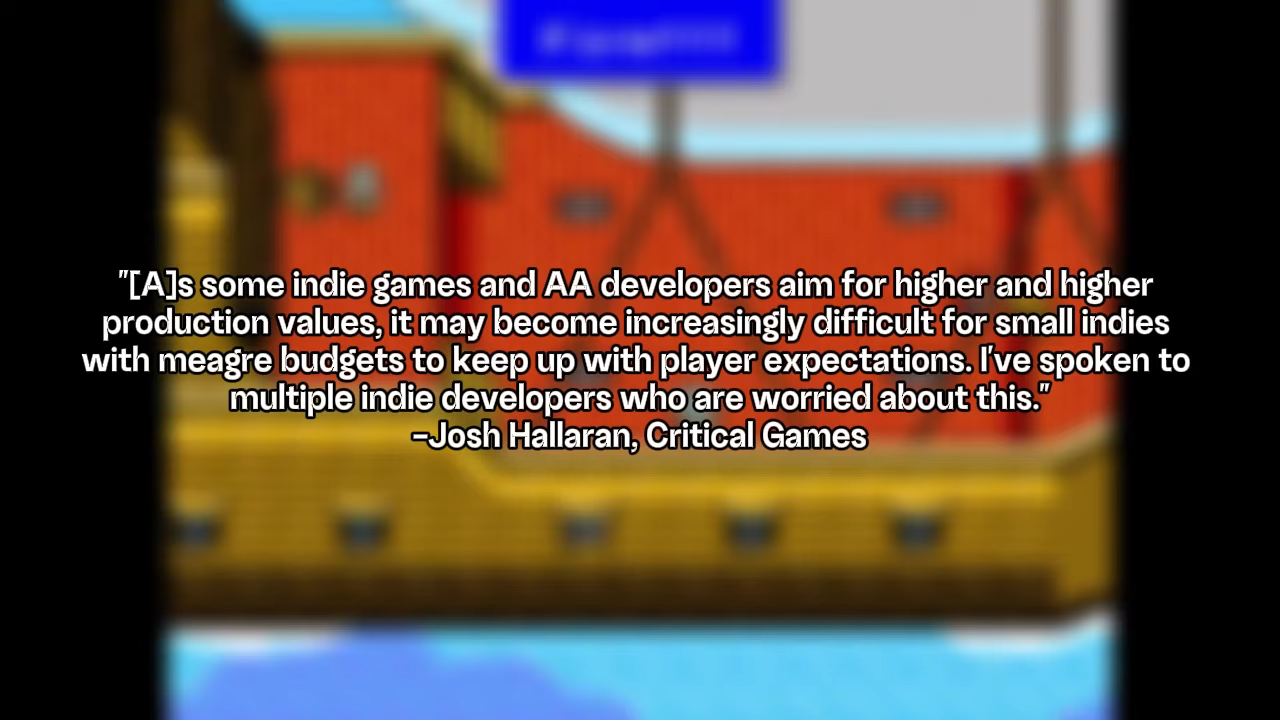 "[A]s some indie games and AA developers aim for higher and higher
production values, it may become increasingly difficult for small indies
with meagre budgets to keep up with player expectations. I've spoken to
multiple indie developers who are worried about this."
-Josh Hallaran, Critical Games